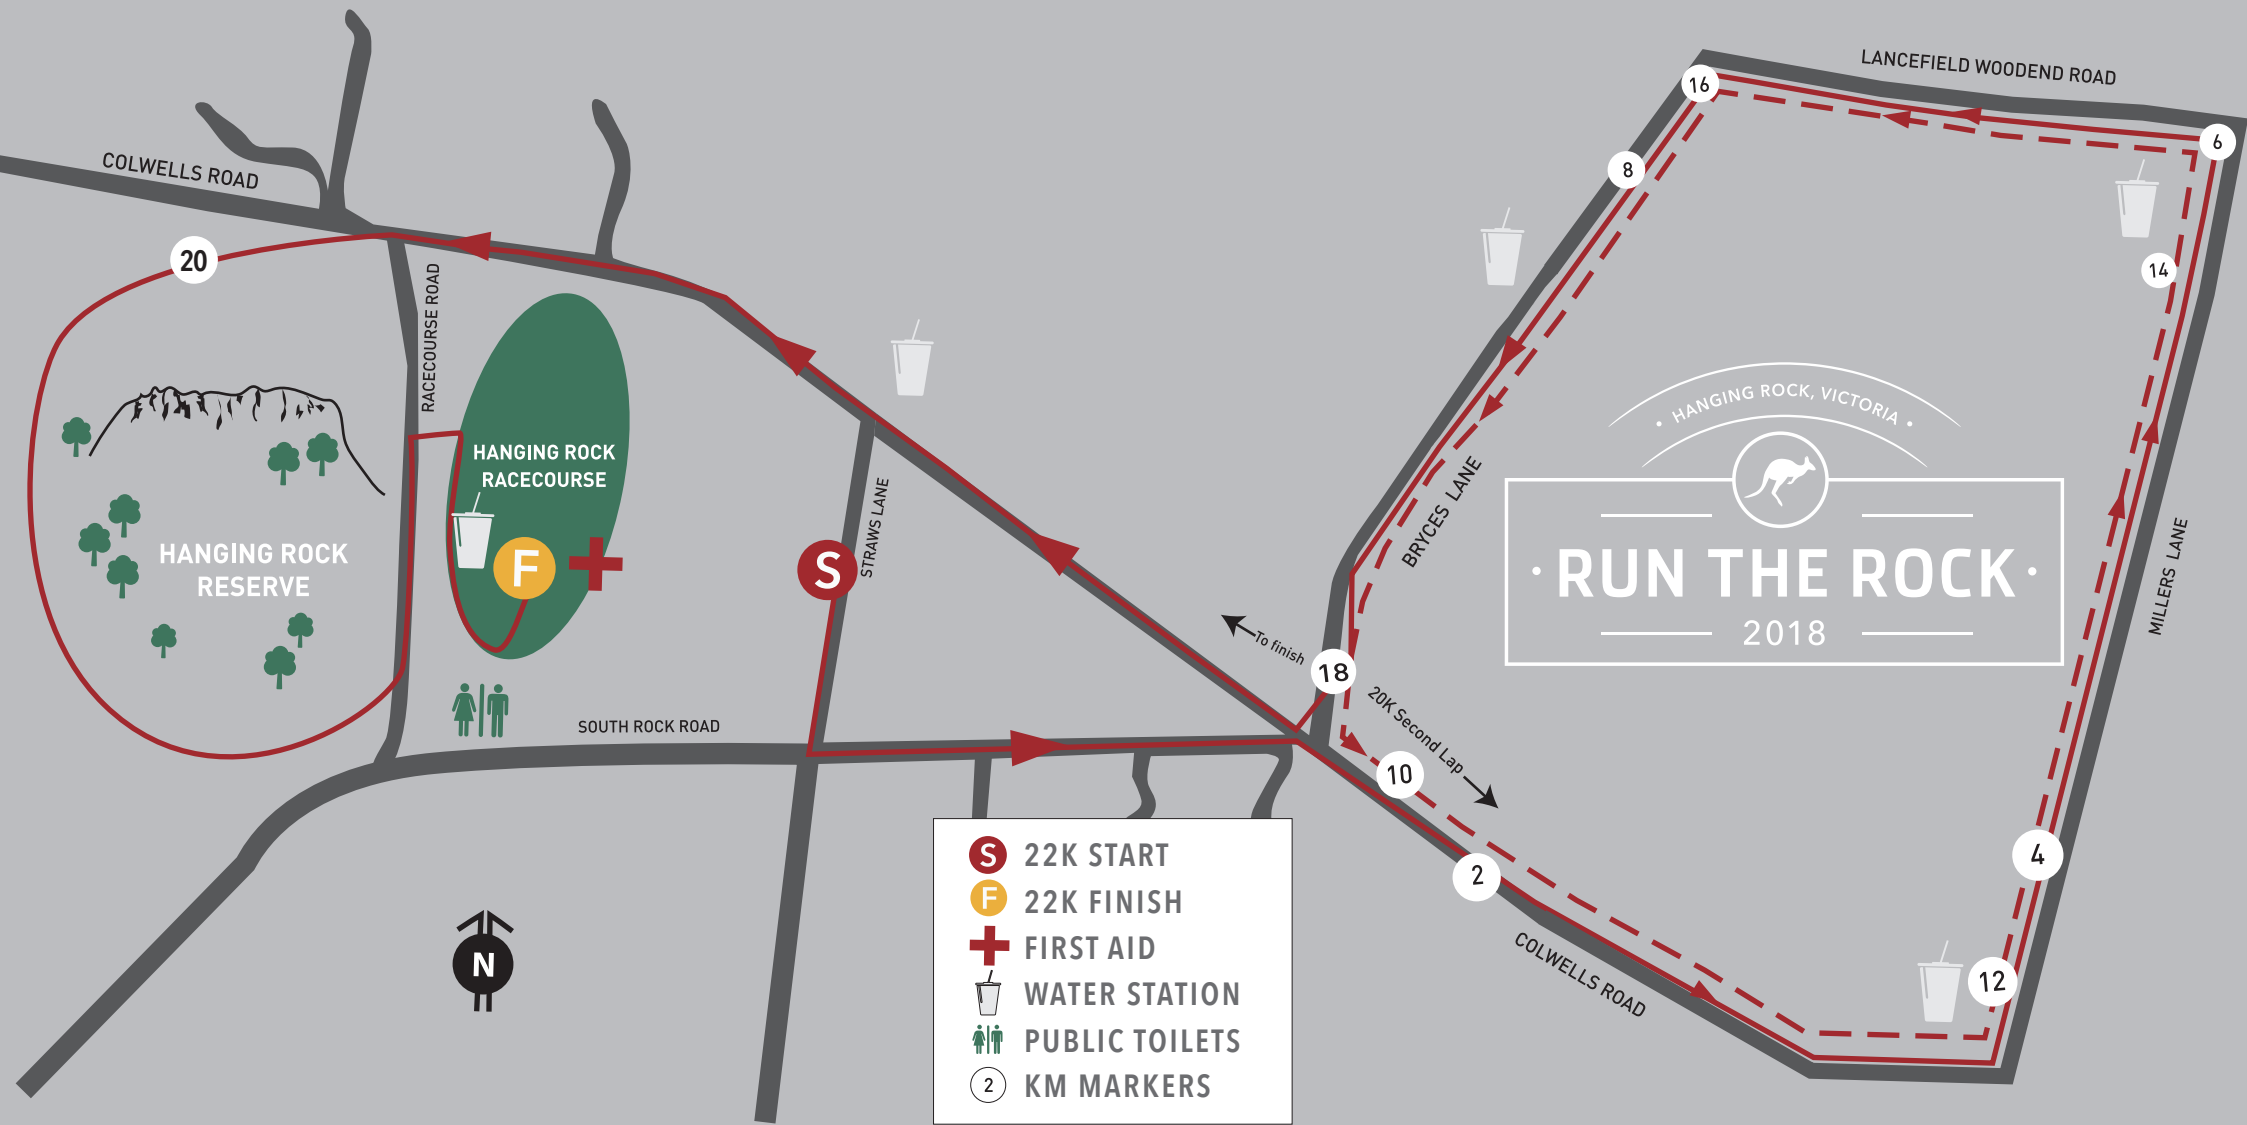 LANCEFIELD WOODEND ROAD
16
6
COLWELLS ROAD
8
20
14
RACECOURSE ROAD
• HANGING ROCK, VICTORIA •
HANGING ROCK
RACECOURSE
BRYCES LANE
STRAWS LANE
MILLERS LANE
HANGING ROCK
RESERVE
F
S
• RUN THE ROCK •
2018
To finish
18
20K Second Lap
SOUTH ROCK ROAD
10
4
2
COLWELLS ROAD
12
N
S 22K START
F 22K FINISH
FIRST AID
WATER STATION
PUBLIC TOILETS
2 KM MARKERS